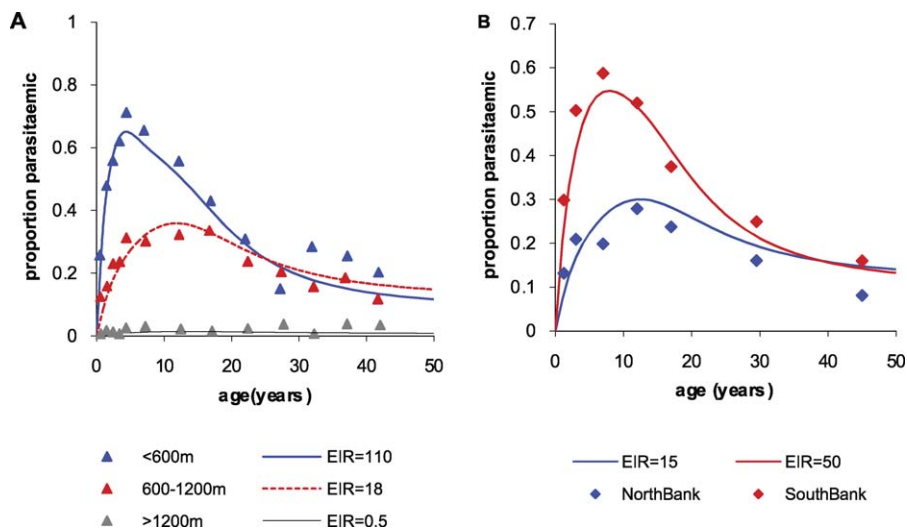 A
proportion parasitaemic
1
0.8
0.6
0.4
0.2
0
0 10 20 30 40 50
age(years)
<600m EIR=110
600-1200m EIR=18
>1200m EIR=0.5
B
proportion parasitaemic
0.7
0.6
0.5
0.4
0.3
0.2
0.1
0
0 10 20 30 40 50
age (years)
EIR=15 EIR=50
NorthBank SouthBank